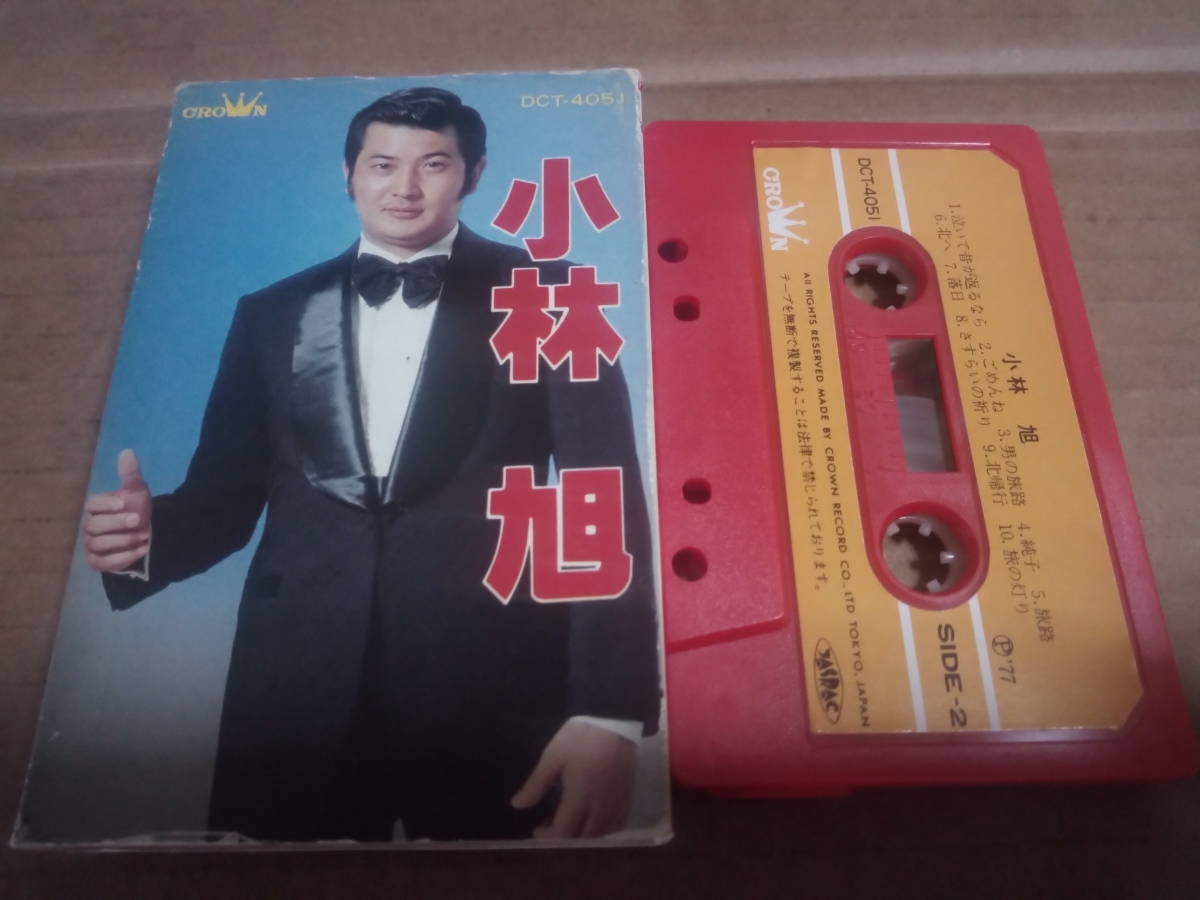 CROWN
DCT-405J
小林旭
CROWN
DCT-4051
小林 旭
1.泣いて昔が返るなら 2.ごめんね 3.男の旅路 4.純子 5.旅路
6.北へ 7.落日 8.さすらいの祈り 9.北帰行 10.旅の灯り
Ⓟ'77
SIDE-2
All RIGHTS RESERVED MADE BY CROWN RECORD CO., LTD TOKYO, JAPAN
テープを無断で複製することは法律で禁じられております。
JASRAC